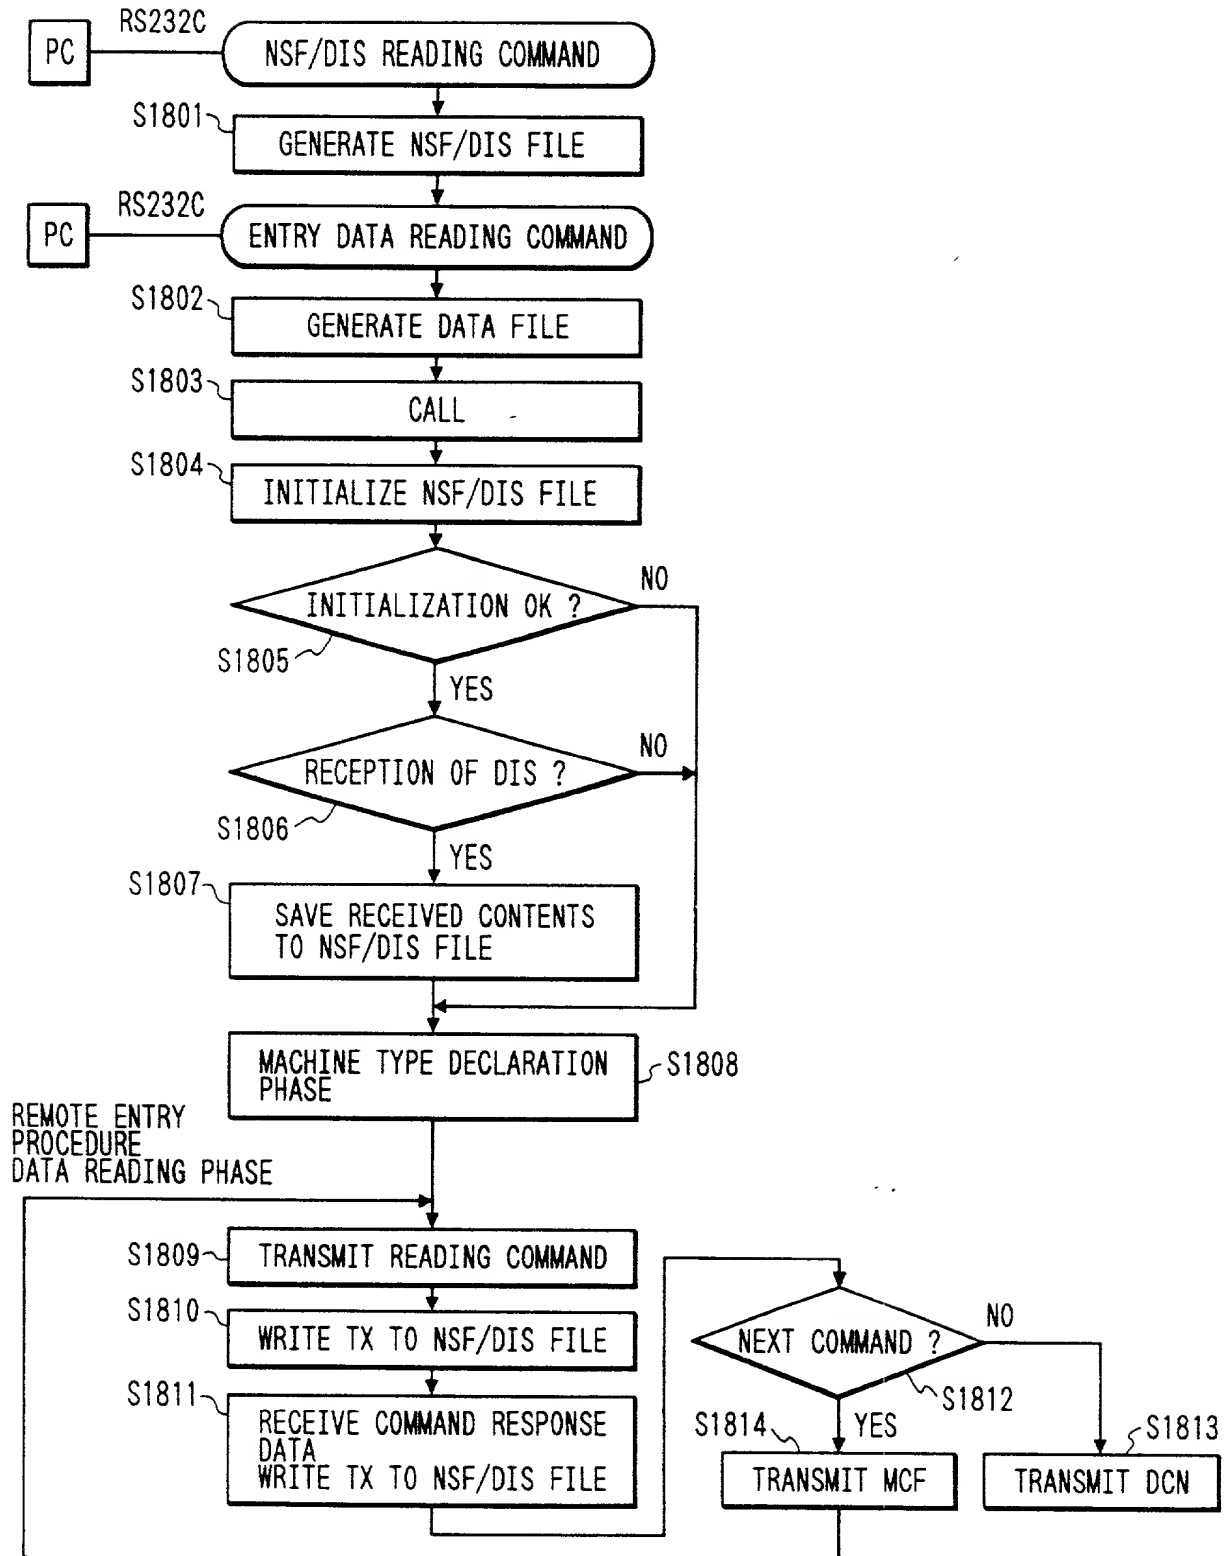 RS232C
PC
NSF/DIS READING COMMAND
S1801
GENERATE NSF/DIS FILE
RS232C
PC
ENTRY DATA READING COMMAND
S1802
GENERATE DATA FILE
S1803
CALL
S1804
INITIALIZE NSF/DIS FILE
NO
INITIALIZATION OK ?
S1805
YES
NO
RECEPTION OF DIS ?
S1806
YES
S1807
SAVE RECEIVED CONTENTS
TO NSF/DIS FILE
MACHINE TYPE DECLARATION
PHASE
S1808
REMOTE ENTRY
PROCEDURE
DATA READING PHASE
S1809
TRANSMIT READING COMMAND
S1810
WRITE TX TO NSF/DIS FILE
S1811
RECEIVE COMMAND RESPONSE
DATA
WRITE TX TO NSF/DIS FILE
NEXT COMMAND ?
NO
S1812
YES
S1814
TRANSMIT MCF
S1813
TRANSMIT DCN